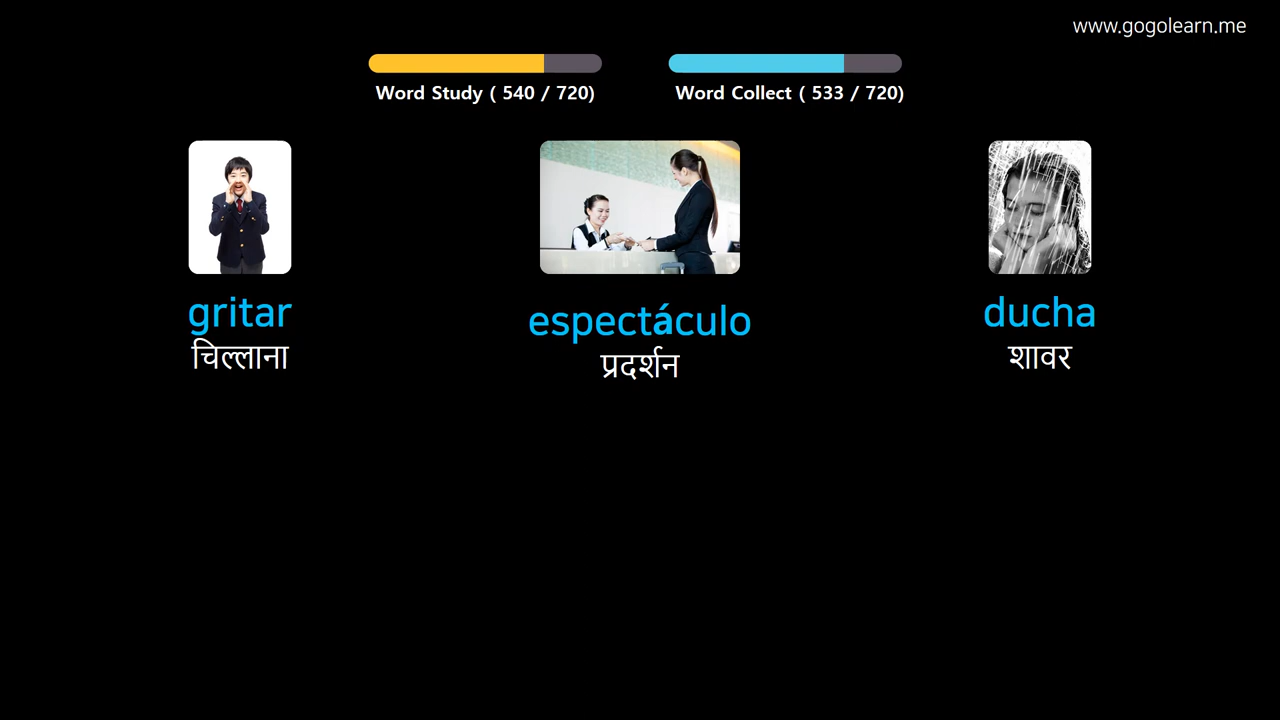 www.gogolearn.me
Word Study ( 540 / 720)
Word Collect ( 533 / 720)
gritar
चिल्लाना
espectáculo
प्रदर्शन
ducha
शावर